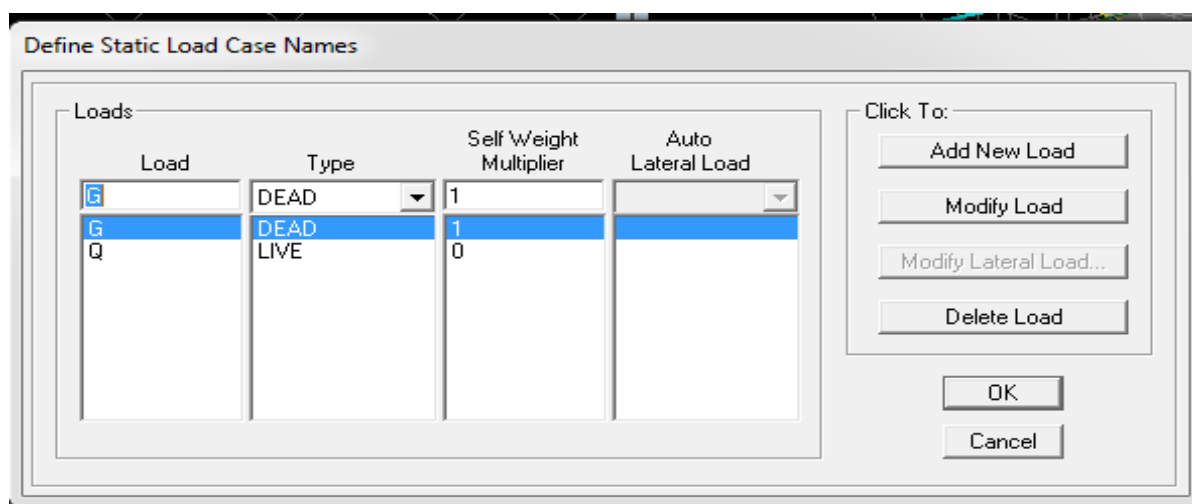 Define Static Load Case Names
Loads
Load Type Self Weight Multiplier Auto Lateral Load
G DEAD 1
G DEAD 1
Q LIVE 0
Click To:
Add New Load
Modify Load
Modify Lateral Load...
Delete Load
OK
Cancel